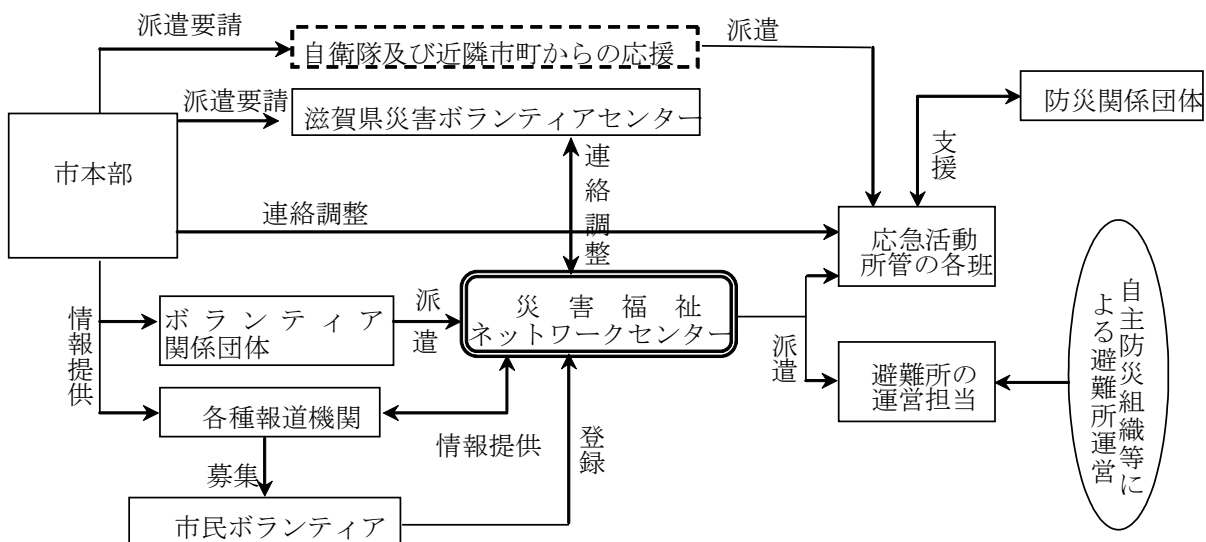 派遣要請
自衛隊及び近隣市町からの応援
派遣
派遣要請
滋賀県災害ボランティアセンター
防災関係団体
市本部
連絡調整
支援
連絡調整
応急活動
所管の各班
情報提供
ボランティア
関係団体
派遣
災害福祉
ネットワークセンター
派遣
避難所の
運営担当
自主防災組織等に
よる避難所運営
各種報道機関
情報提供
登録
募集
市民ボランティア